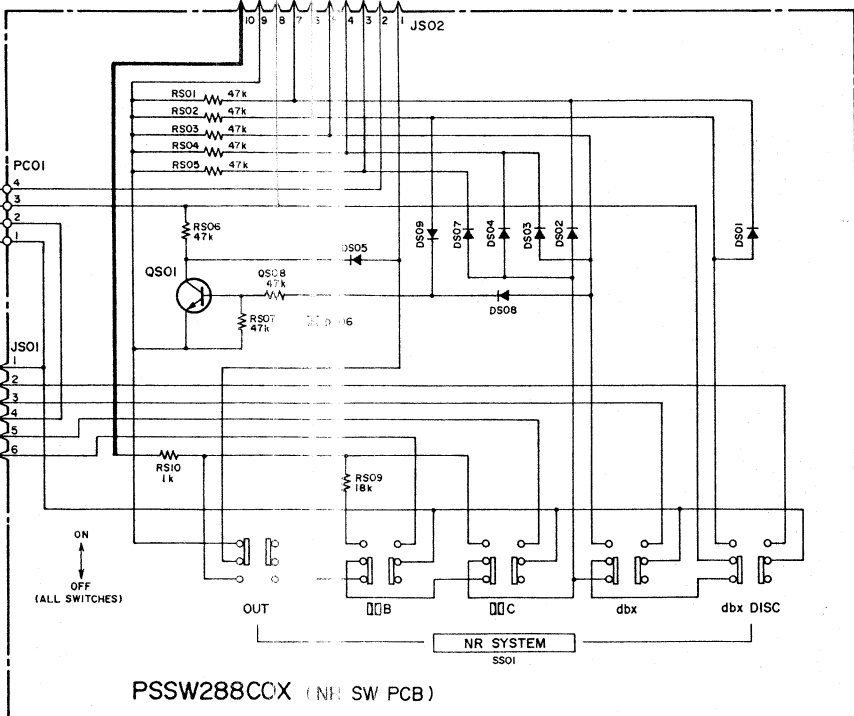 10 9 8 7 6 5 4 3 2 1
JS02
RS01 47k
RS02 47k
RS03 47k
RS04 47k
RS05 47k
PC01
4
3
2
1
RS06
47k
DS05
DS09
DS07
DS04
DS03
DS02
DS01
QS01
QS08
47k
RS07
47k
DS08
JS01
1
2
3
4
5
6
RS10
1k
RS09
18k
ON
OFF
(ALL SWITCHES)
OUT
B
C
dbx
dbx DISC
NR SYSTEM
SS01
PSSW288COX (NR SW PCB)